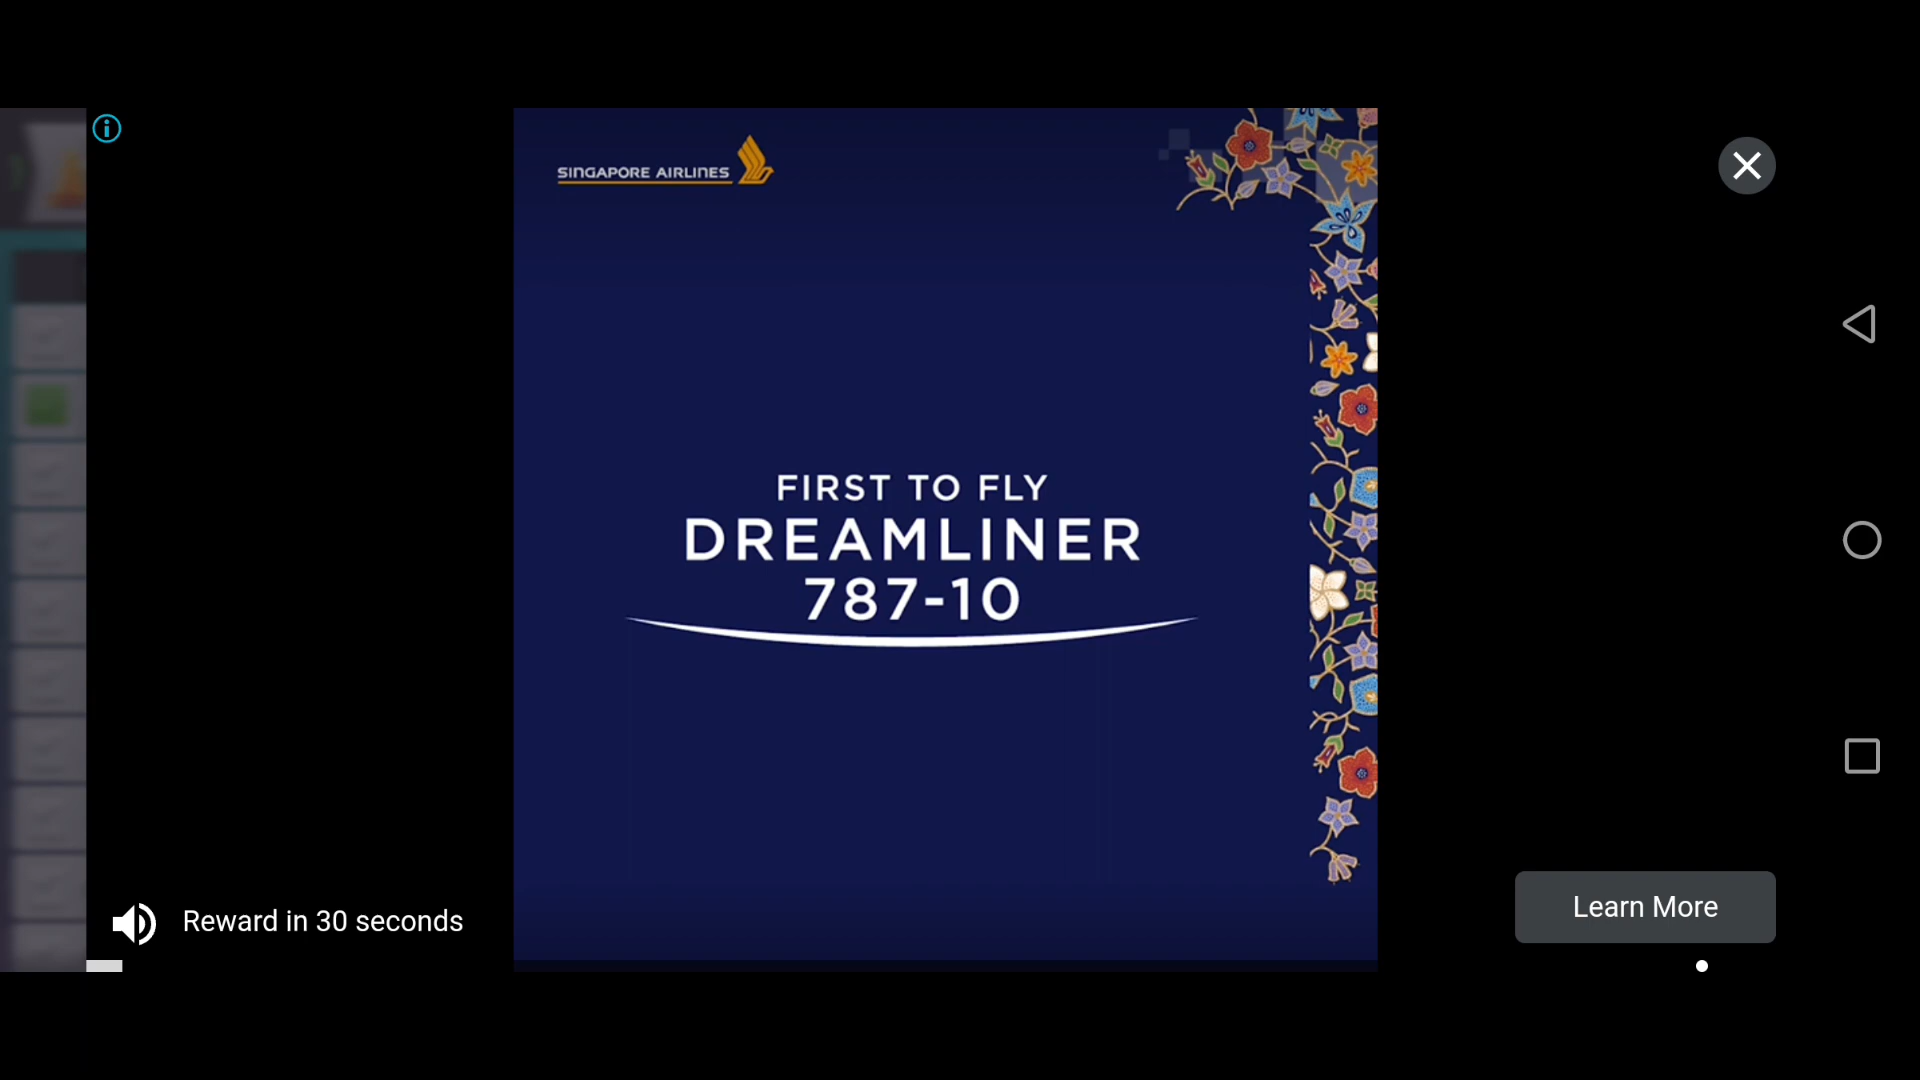 SINGAPORE AIRLINES
FIRST TO FLY
DREAMLINER
787-10
Reward in 30 seconds
Learn More